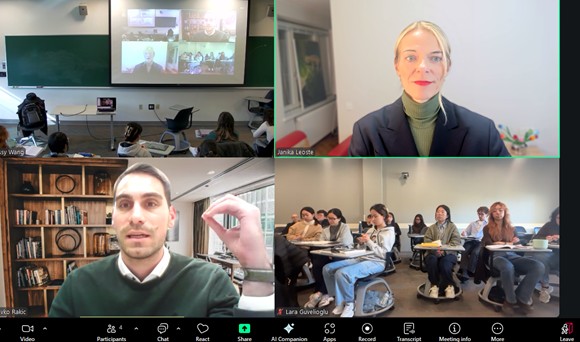 sy Wang
Janika Leoste
vko Rakic
Lara Guvelioglu
Video
4
Participants
Chat
React
Share
AI Companion
Apps
Record
Transcript
Meeting info
More
Leave